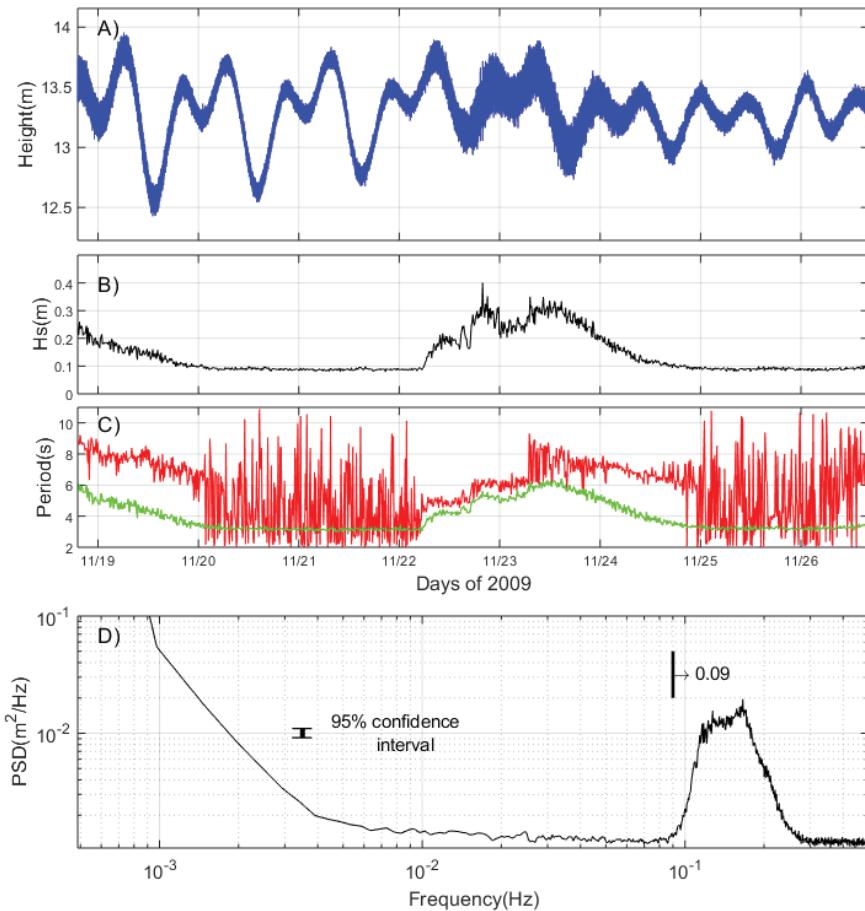 A)
14
13.5
13
12.5
Height(m)
B)
0.4
0.3
0.2
0.1
0
Hs(m)
C)
10
8
6
4
2
Period(s)
11/19 11/20 11/21 11/22 11/23 11/24 11/25 11/26
Days of 2009
D)
10^-1
10^-2
PSD(m^2/Hz)
0.09
95% confidence
interval
10^-3 10^-2 10^-1
Frequency(Hz)